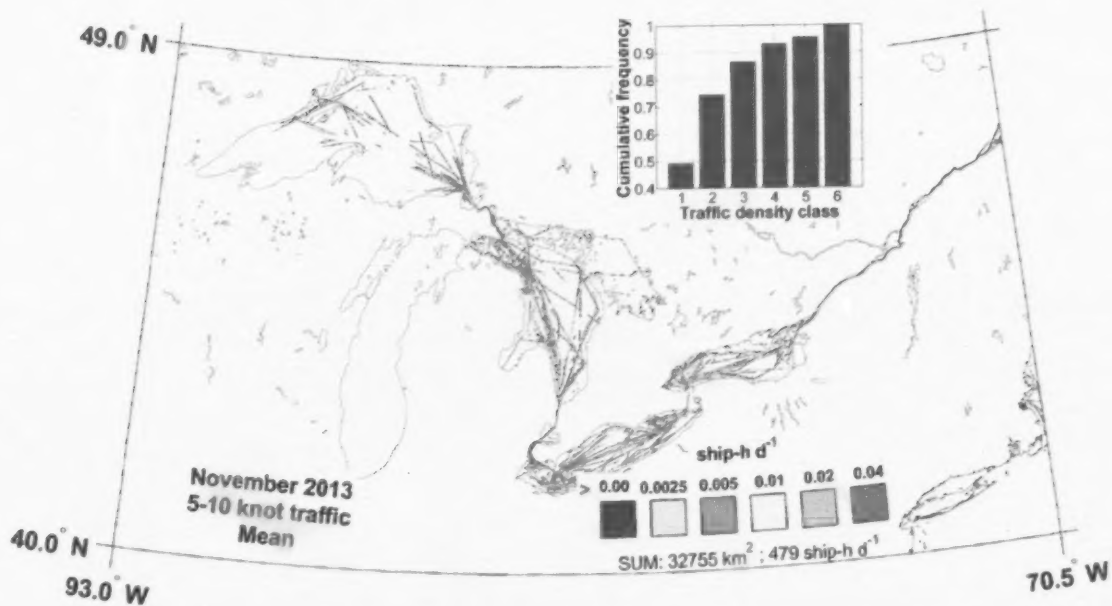 49.0° N
Cumulative frequency
1
0.9
0.8
0.7
0.6
0.5
0.4
1 2 3 4 5 6
Traffic density class
ship-h d⁻¹
> 0.00 0.0025 0.005 0.01 0.02 0.04
SUM: 32755 km² ; 479 ship-h d⁻¹
November 2013
5-10 knot traffic
Mean
40.0° N
93.0° W
70.5° W